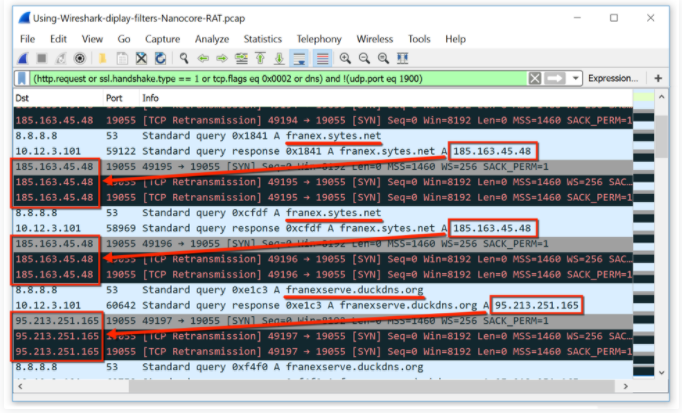 Using-Wireshark-diplay-filters-Nanocore-RAT.pcap
File Edit View Go Capture Analyze Statistics Telephony Wireless Tools Help
(http.request or ssl.handshake.type == 1 or tcp.flags eq 0x0002 or dns) and !(udp.port eq 1900) Expression... +
Dst Port Info
185.163.45.48 19055 [TCP Retransmission] 49194 → 19055 [SYN] Seq=0 Win=8192 Len=0 MSS=1460 SACK_PERM=1
8.8.8.8 53 Standard query 0x1841 A franex.sytes.net
10.12.3.101 59122 Standard query response 0x1841 A franex.sytes.net A 185.163.45.48
185.163.45.48 19055 49195 → 19055 [SYN] Seq=0 Win=8192 Len=0 MSS=1460 WS=256 SACK_PERM=1
185.163.45.48 19055 [TCP Retransmission] 49195 → 19055 [SYN] Seq=0 Win=8192 Len=0 MSS=1460 WS=256 SAC…
185.163.45.48 19055 [TCP Retransmission] 49195 → 19055 [SYN] Seq=0 Win=8192 Len=0 MSS=1460 SACK_PERM=1
8.8.8.8 53 Standard query 0xcfdf A franex.sytes.net
10.12.3.101 58969 Standard query response 0xcfdf A franex.sytes.net A 185.163.45.48
185.163.45.48 19055 49196 → 19055 [SYN] Seq=0 Win=8192 Len=0 MSS=1460 WS=256 SACK_PERM=1
185.163.45.48 19055 [TCP Retransmission] 49196 → 19055 [SYN] Seq=0 Win=8192 Len=0 MSS=1460 WS=256 SAC…
185.163.45.48 19055 [TCP Retransmission] 49196 → 19055 [SYN] Seq=0 Win=8192 Len=0 MSS=1460 SACK_PERM=1
8.8.8.8 53 Standard query 0xe1c3 A franexserve.duckdns.org
10.12.3.101 60642 Standard query response 0xe1c3 A franexserve.duckdns.org A 95.213.251.165
95.213.251.165 19055 49197 → 19055 [SYN] Seq=0 Win=8192 Len=0 MSS=1460 WS=256 SACK_PERM=1
95.213.251.165 19055 [TCP Retransmission] 49197 → 19055 [SYN] Seq=0 Win=8192 Len=0 MSS=1460 WS=256 SAC…
95.213.251.165 19055 [TCP Retransmission] 49197 → 19055 [SYN] Seq=0 Win=8192 Len=0 MSS=1460 SACK_PERM=1
8.8.8.8 53 Standard query 0xf4f0 A franexserve.duckdns.org